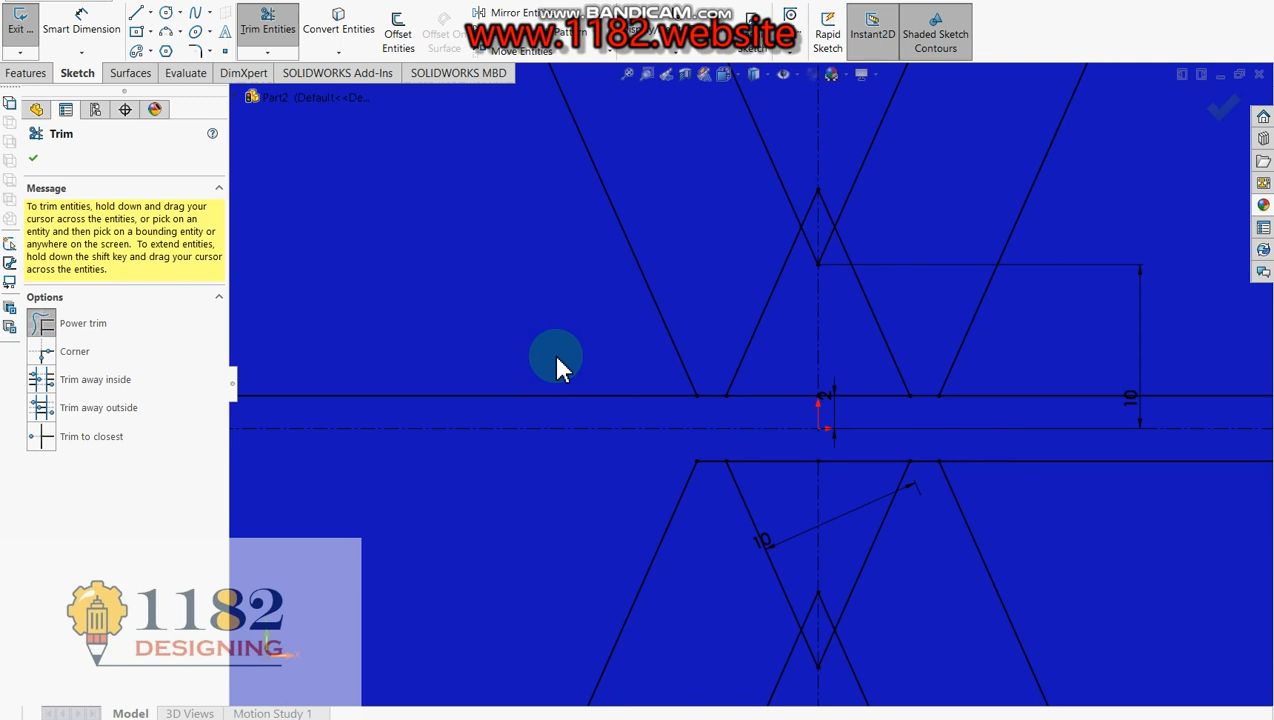 www.BANDICAM.com
www.1182.website
Exit ...
Smart Dimension
Trim Entities
Convert Entities
Offset Entities
Offset On Surface
Mirror Entities
Move Entities
Rapid Sketch
Instant2D
Shaded Sketch Contours
Features
Sketch
Surfaces
Evaluate
DimXpert
SOLIDWORKS Add-Ins
SOLIDWORKS MBD
Part2 (Default<<De...
Trim
Message
To trim entities, hold down and drag your
cursor across the entities, or pick on an
entity and then pick on a bounding entity or
anywhere on the screen. To extend entities,
hold down the shift key and drag your cursor
across the entities.
Options
Power trim
Corner
Trim away inside
Trim away outside
Trim to closest
2
10
10
1182
DESIGNING
Model
3D Views
Motion Study 1